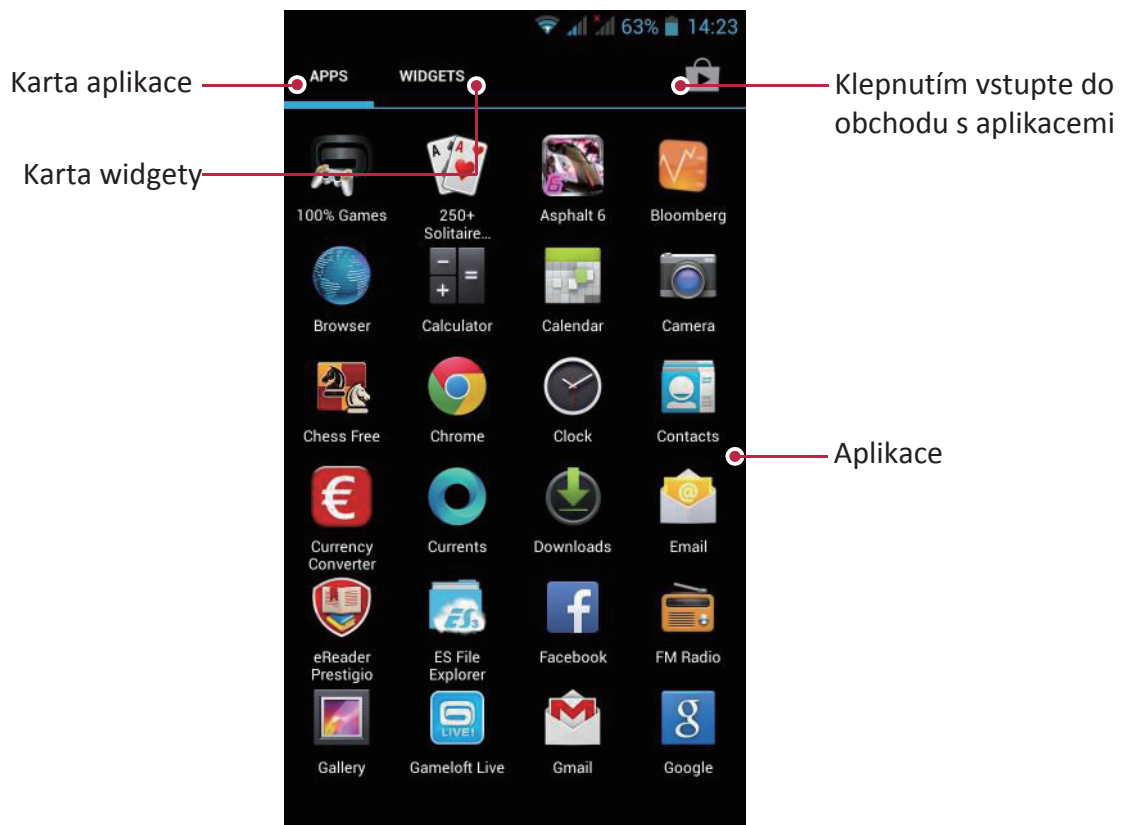 63% 14:23
APPS WIDGETS
Karta aplikace
Klepnutím vstupte do
obchodu s aplikacemi
Karta widgety
100% Games
250+
Solitaire...
Asphalt 6
Bloomberg
Browser
Calculator
Calendar
Camera
Chess Free
Chrome
Clock
Contacts
Aplikace
Currency
Converter
Currents
Downloads
Email
eReader
Prestigio
ES File
Explorer
Facebook
FM Radio
LIVE!
Gallery
Gameloft Live
Gmail
Google